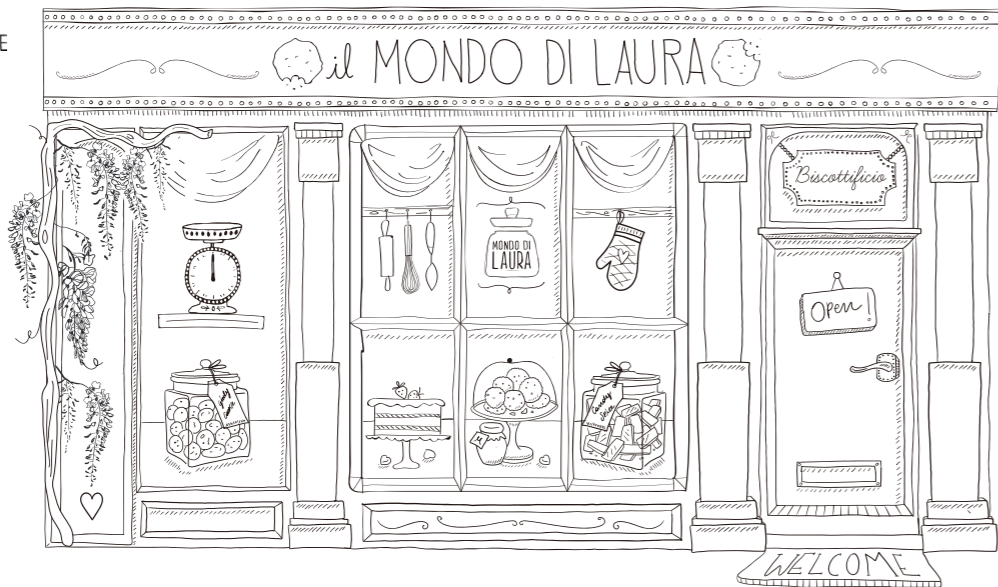 E
il MONDO DI LAURA
Biscottificio
MONDO DI
LAURA
Open!
WELCOME